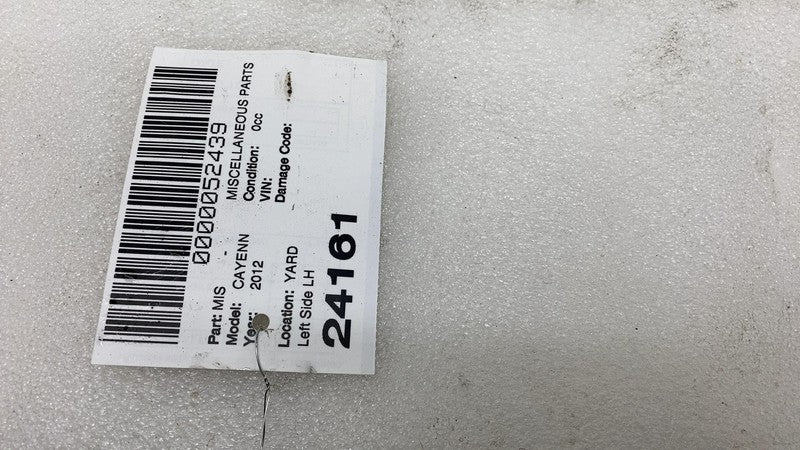 0000052439
Part: MIS - MISCELLANEOUS PARTS
Model: CAYENN Condition: 0cc
Year: 2012 VIN:
Damage Code:
Location: YARD
Left Side LH
24161